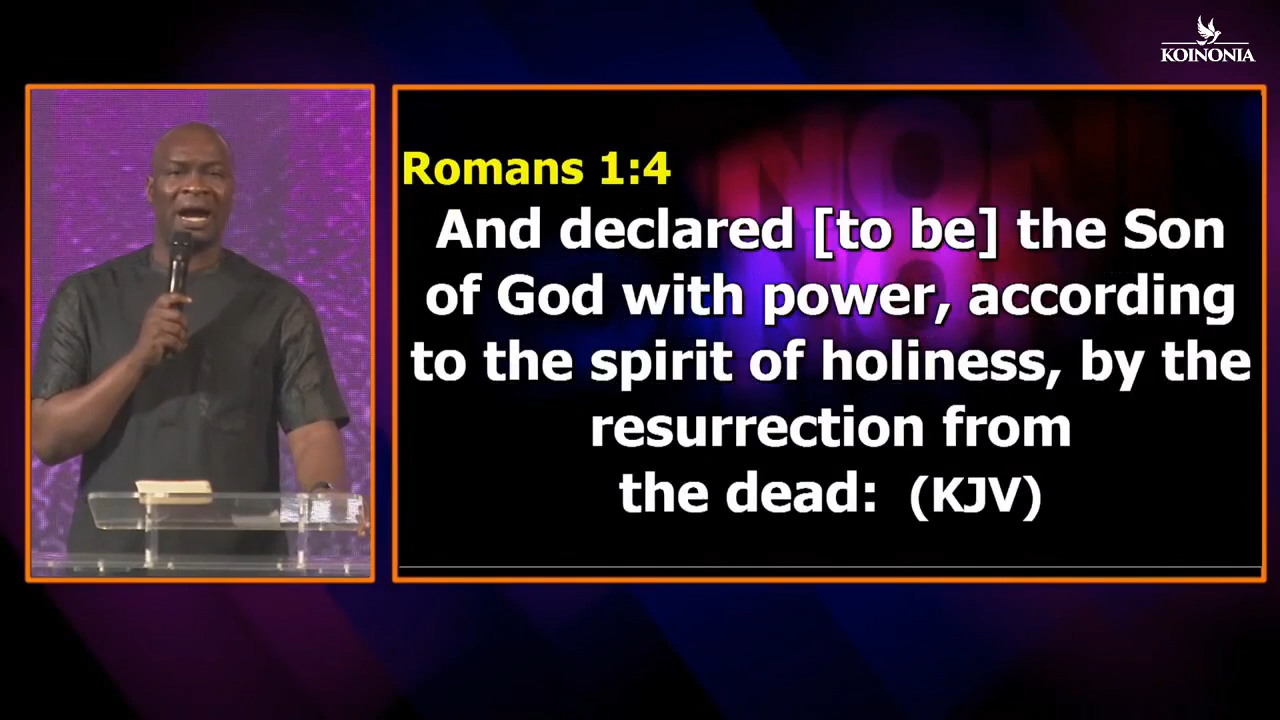 KOINONIA
Romans 1:4
And declared [to be] the Son
of God with power, according
to the spirit of holiness, by the
resurrection from
the dead: (KJV)